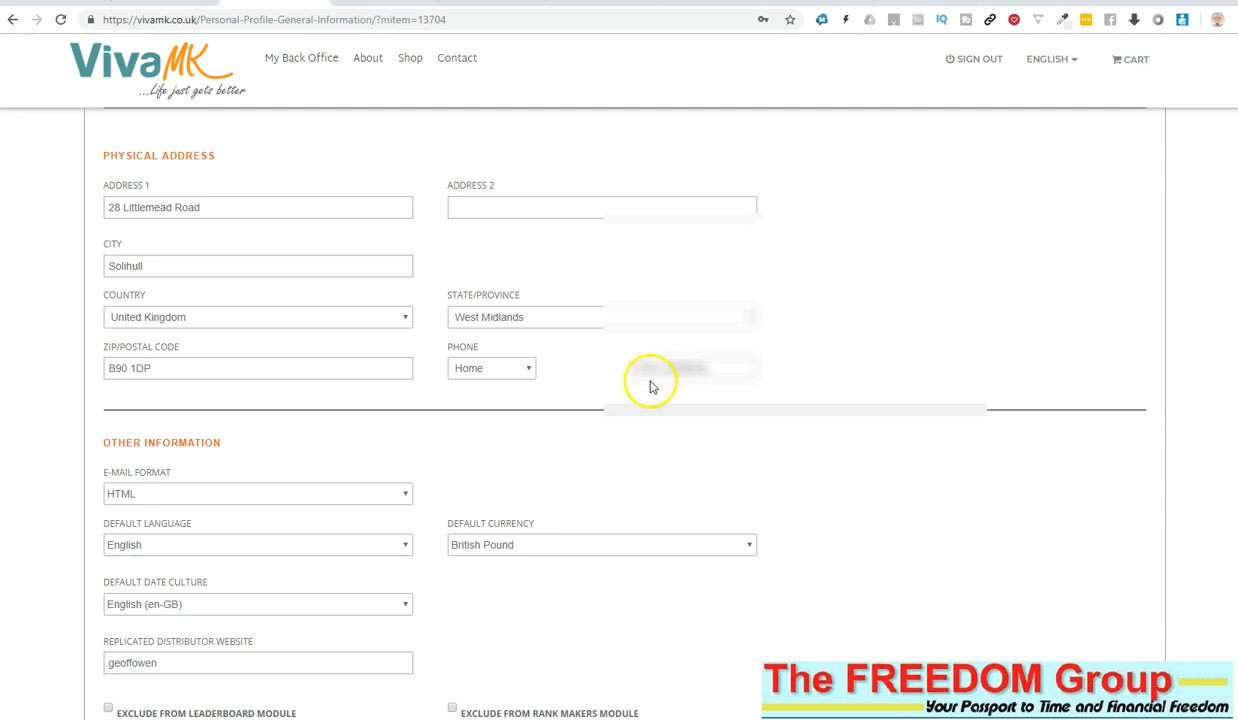 https://vivamk.co.uk/Personal-Profile-General-Information/?mitem=13704
VivaMK
...Life just gets better
My Back Office About Shop Contact
SIGN OUT ENGLISH CART
PHYSICAL ADDRESS
ADDRESS 1 ADDRESS 2
28 Littlemead Road
CITY
Solihull
COUNTRY STATE/PROVINCE
United Kingdom West Midlands
ZIP/POSTAL CODE PHONE
B90 1DP Home
OTHER INFORMATION
E-MAIL FORMAT
HTML
DEFAULT LANGUAGE DEFAULT CURRENCY
English British Pound
DEFAULT DATE CULTURE
English (en-GB)
REPLICATED DISTRIBUTOR WEBSITE
geoffowen
EXCLUDE FROM LEADERBOARD MODULE EXCLUDE FROM RANK MAKERS MODULE
The FREEDOM Group
Your Passport to Time and Financial Freedom